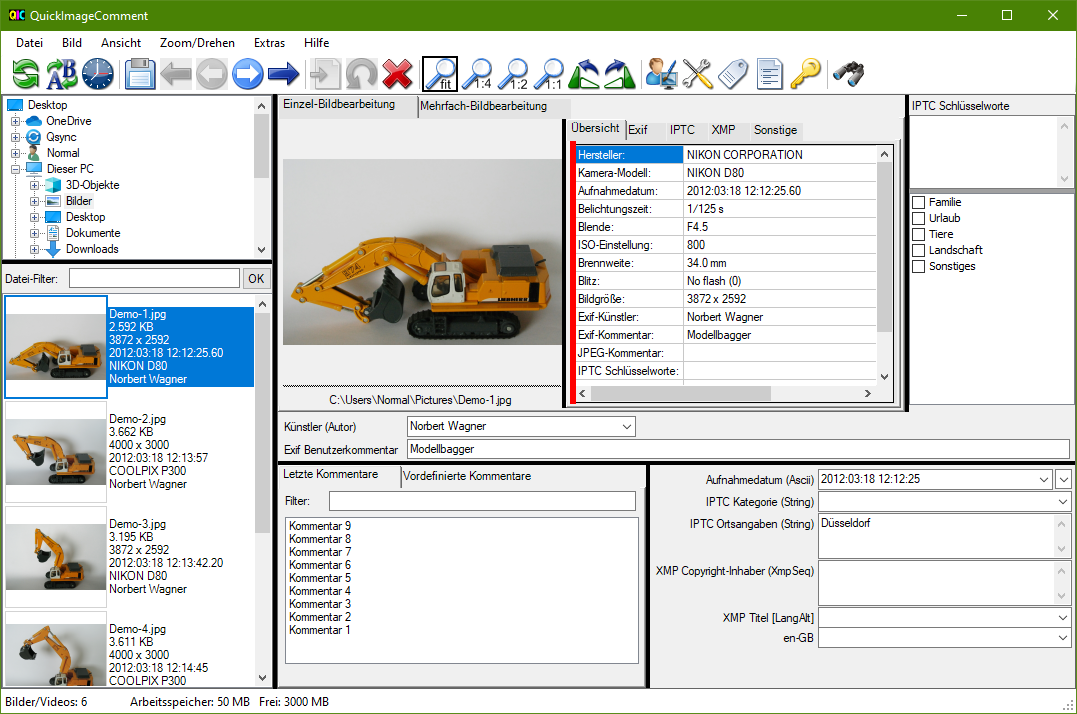 QuickImageComment
Datei Bild Ansicht Zoom/Drehen Extras Hilfe
fit 1:4 1:2 1:1
Desktop
OneDrive
Qsync
Normal
Dieser PC
3D-Objekte
Bilder
Desktop
Dokumente
Downloads
Datei-Filter: OK
Demo-1.jpg
2.592 KB
3872 x 2592
2012:03:18 12:12:25.60
NIKON D80
Norbert Wagner
Demo-2.jpg
3.662 KB
4000 x 3000
2012:03:18 12:13:57
COOLPIX P300
Norbert Wagner
Demo-3.jpg
3.195 KB
3872 x 2592
2012:03:18 12:13:42.20
NIKON D80
Norbert Wagner
Demo-4.jpg
3.611 KB
4000 x 3000
2012:03:18 12:14:45
COOLPIX P300
Einzel-Bildbearbeitung Mehrfach-Bildbearbeitung
974
LIEBHERR
C:\Users\Normal\Pictures\Demo-1.jpg
Übersicht Exif IPTC XMP Sonstige
Hersteller: NIKON CORPORATION
Kamera-Modell: NIKON D80
Aufnahmedatum: 2012:03:18 12:12:25.60
Belichtungszeit: 1/125 s
Blende: F4.5
ISO-Einstellung: 800
Brennweite: 34.0 mm
Blitz: No flash (0)
Bildgröße: 3872 x 2592
Exif-Künstler: Norbert Wagner
Exif-Kommentar: Modellbagger
JPEG-Kommentar:
IPTC Schlüsselworte:
IPTC Schlüsselworte
Familie
Urlaub
Tiere
Landschaft
Sonstiges
Künstler (Autor) Norbert Wagner
Exif Benutzerkommentar Modellbagger
Letzte Kommentare Vordefinierte Kommentare
Filter:
Kommentar 9
Kommentar 8
Kommentar 7
Kommentar 6
Kommentar 5
Kommentar 4
Kommentar 3
Kommentar 2
Kommentar 1
Aufnahmedatum (Ascii) 2012:03:18 12:12:25
IPTC Kategorie (String)
IPTC Ortsangaben (String) Düsseldorf
XMP Copyright-Inhaber (XmpSeq)
XMP Titel [LangAlt]
en-GB
Bilder/Videos: 6 Arbeitsspeicher: 50 MB Frei: 3000 MB